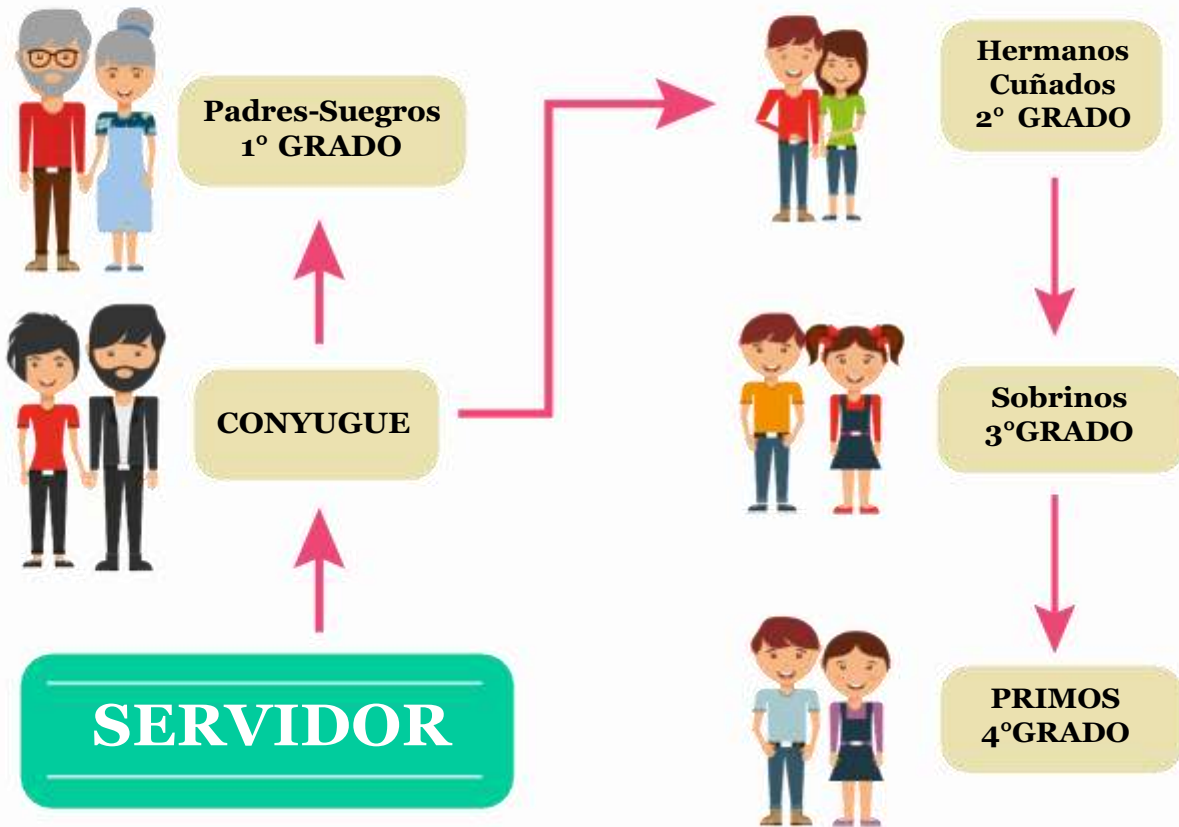 Padres-Suegros
1° GRADO
CONYUGUE
SERVIDOR
Hermanos
Cuñados
2° GRADO
Sobrinos
3°GRADO
PRIMOS
4°GRADO